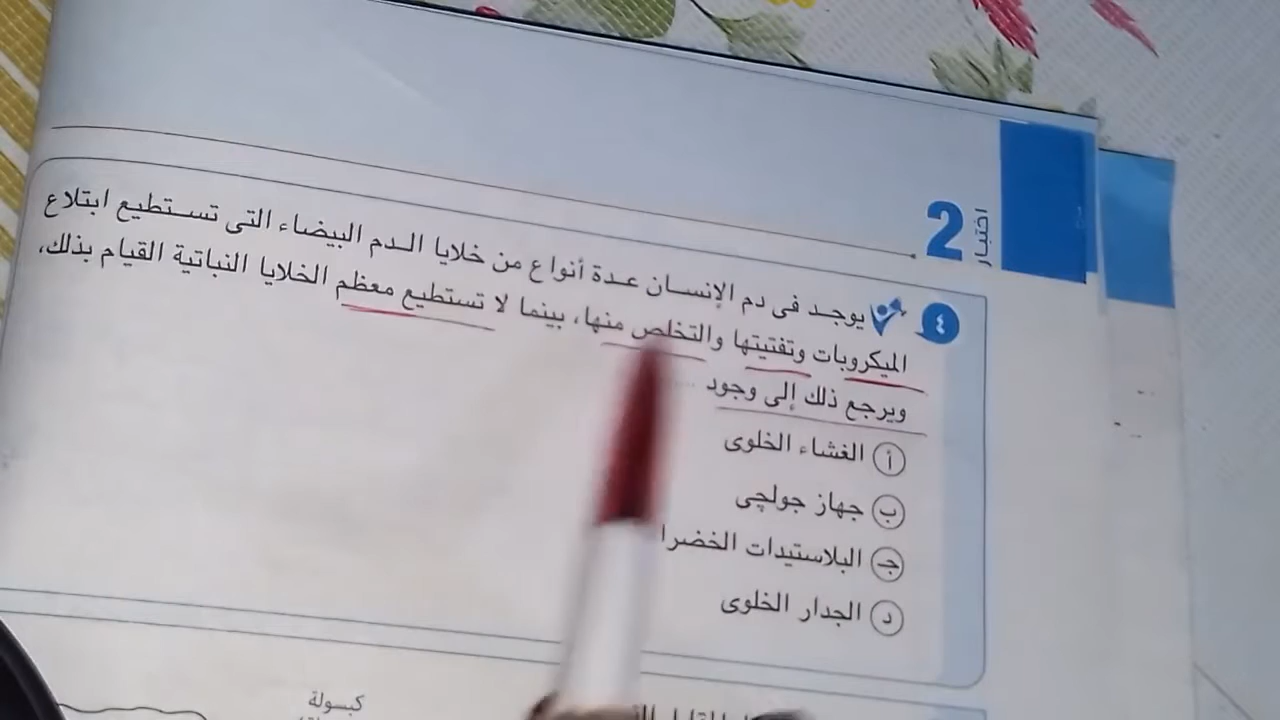 اختبار 2
٤ يوجد فى دم الإنسان عدة أنواع من خلايا الدم البيضاء التى تستطيع ابتلاع
الميكروبات وتفتيتها والتخلص منها، بينما لا تستطيع معظم الخلايا النباتية القيام بذلك،
ويرجع ذلك إلى وجود ....
أ الغشاء الخلوى
ب جهاز جولچى
جـ البلاستيدات الخضرا
د الجدار الخلوى
كبسولة